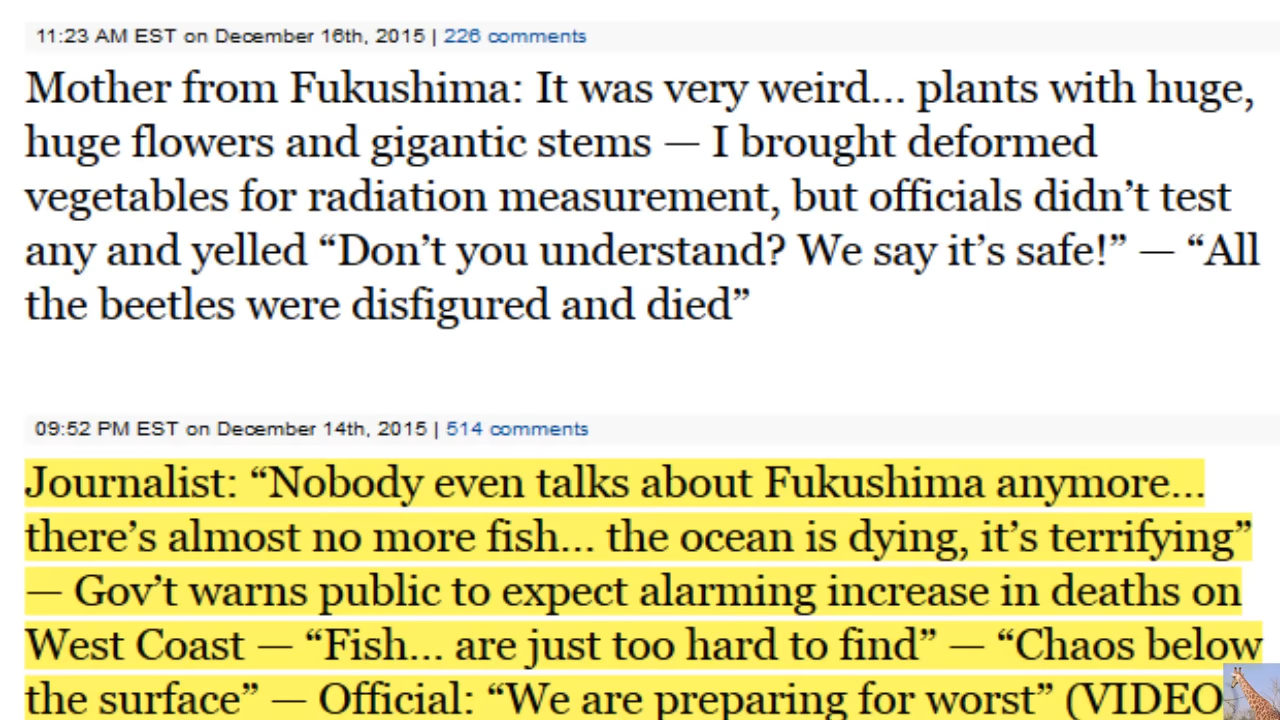 11:23 AM EST on December 16th, 2015 | 226 comments
Mother from Fukushima: It was very weird... plants with huge,
huge flowers and gigantic stems — I brought deformed
vegetables for radiation measurement, but officials didn’t test
any and yelled “Don’t you understand? We say it’s safe!” — “All
the beetles were disfigured and died”
09:52 PM EST on December 14th, 2015 | 514 comments
Journalist: “Nobody even talks about Fukushima anymore...
there’s almost no more fish... the ocean is dying, it’s terrifying”
— Gov’t warns public to expect alarming increase in deaths on
West Coast — “Fish... are just too hard to find” — “Chaos below
the surface” — Official: “We are preparing for worst” (VIDEO